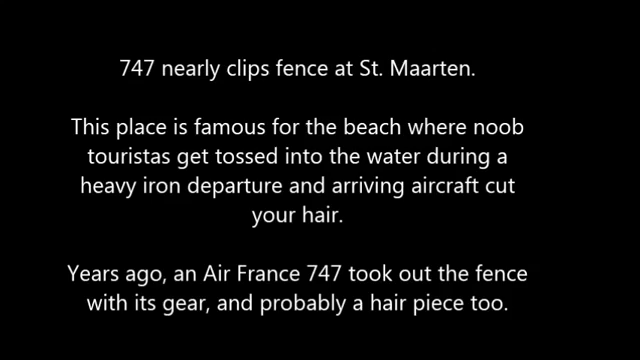 747 nearly clips fence at St. Maarten.
This place is famous for the beach where noob
touristas get tossed into the water during a
heavy iron departure and arriving aircraft cut
your hair.
Years ago, an Air France 747 took out the fence
with its gear, and probably a hair piece too.